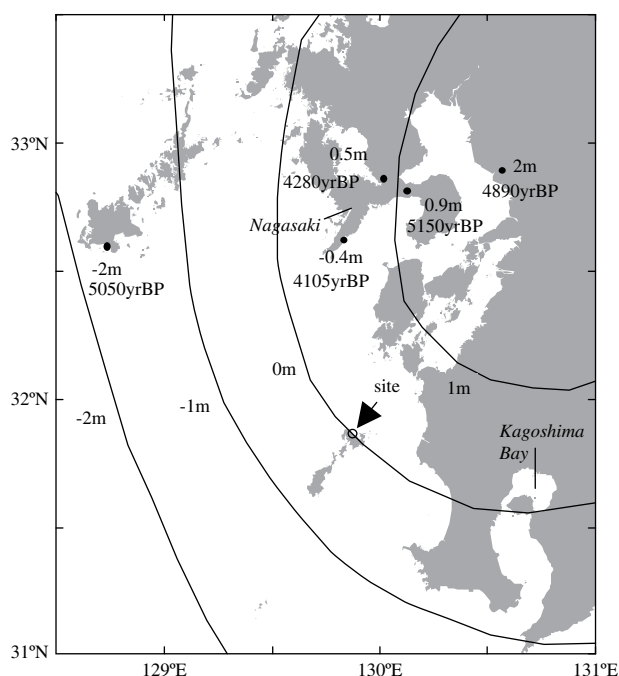 33ºN
0.5m
4280yrBP
2m
4890yrBP
Nagasaki
0.9m
5150yrBP
-2m
5050yrBP
-0.4m
4105yrBP
0m
site
1m
32ºN
-1m
-2m
Kagoshima
Bay
31ºN
129ºE
130ºE
131ºE